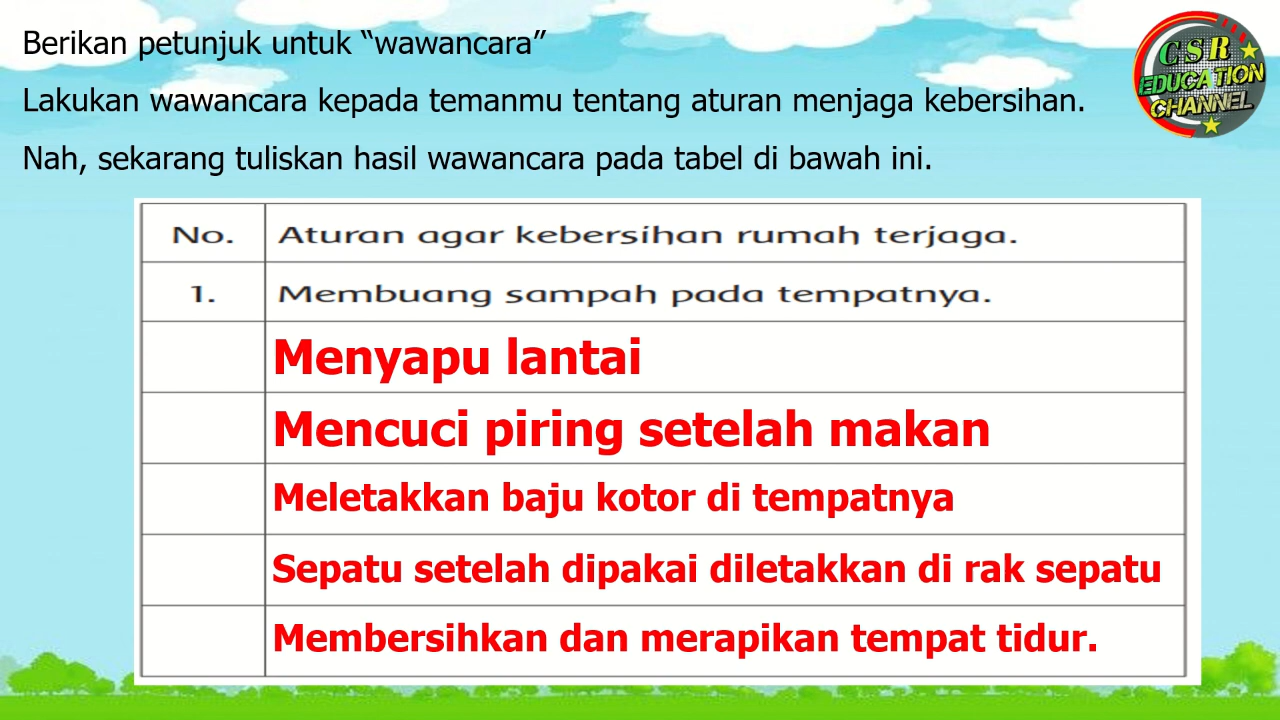 Berikan petunjuk untuk “wawancara”
Lakukan wawancara kepada temanmu tentang aturan menjaga kebersihan.
Nah, sekarang tuliskan hasil wawancara pada tabel di bawah ini.
CSR
EDUCATION
CHANNEL
No. Aturan agar kebersihan rumah terjaga.
1. Membuang sampah pada tempatnya.
Menyapu lantai
Mencuci piring setelah makan
Meletakkan baju kotor di tempatnya
Sepatu setelah dipakai diletakkan di rak sepatu
Membersihkan dan merapikan tempat tidur.